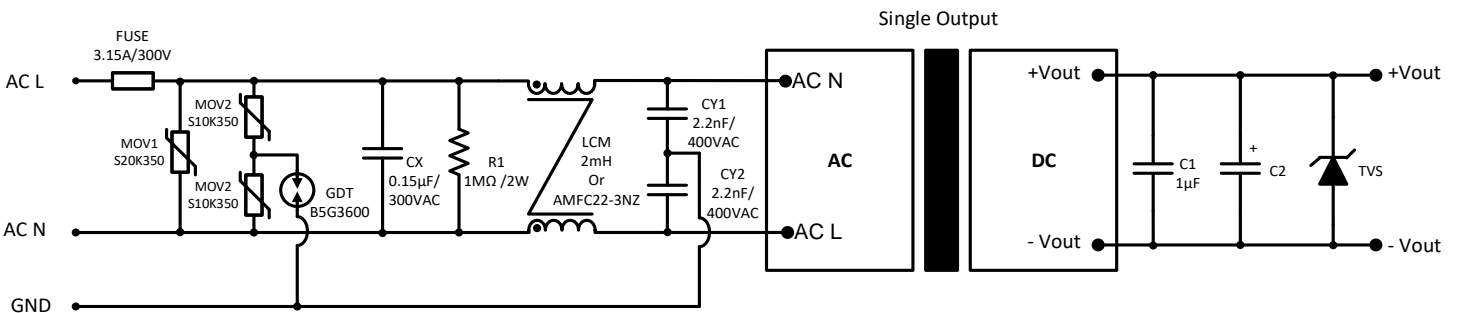 Single Output
FUSE
3.15A/300V
AC L
MOV1
S20K350
MOV2
S10K350
MOV2
S10K350
GDT
B5G3600
CX
0.15µF/
300VAC
R1
1MΩ /2W
LCM
2mH
Or
AMFC22-3NZ
CY1
2.2nF/
400VAC
CY2
2.2nF/
400VAC
AC N
GND
AC N
AC
AC L
+Vout
DC
- Vout
C1
1µF
+
C2
TVS
+Vout
- Vout